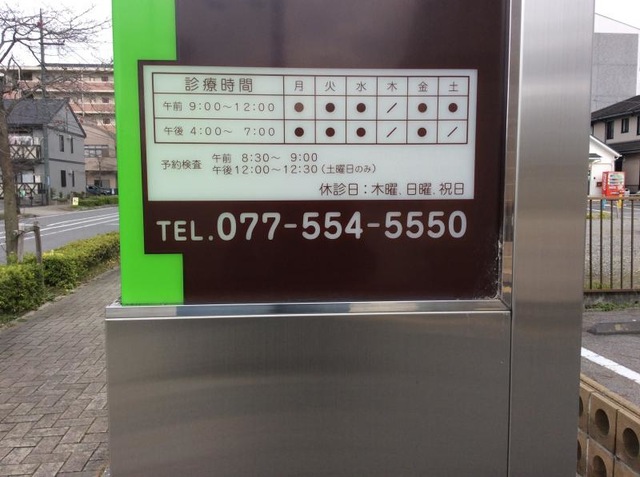 診療時間 月 火 水 木 金 土
午前 9:00～12:00 ● ● ● ／ ● ●
午後 4:00～ 7:00 ● ● ● ／ ● ／
予約検査 午前 8:30～ 9:00
午後12:00～12:30(土曜日のみ)
休診日：木曜、日曜、祝日
TEL.077-554-5550